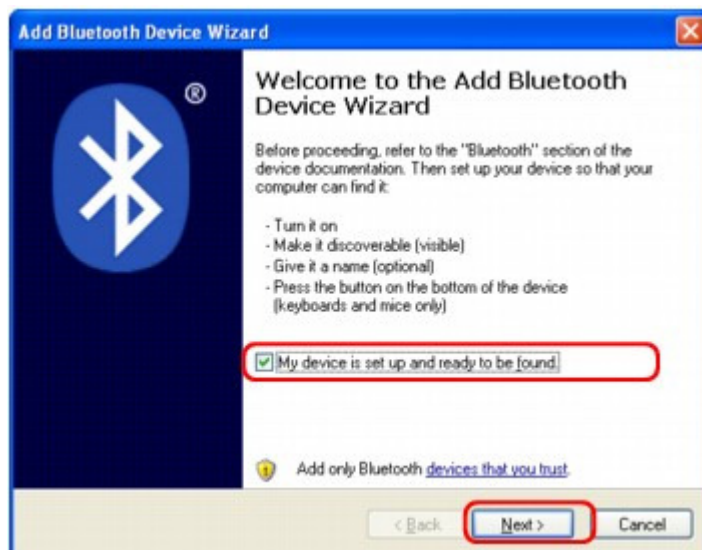 Add Bluetooth Device Wizard
®
Welcome to the Add Bluetooth
Device Wizard
Before proceeding, refer to the "Bluetooth" section of the
device documentation. Then set up your device so that your
computer can find it:
- Turn it on
- Make it discoverable (visible)
- Give it a name (optional)
- Press the button on the bottom of the device
(keyboards and mice only)
My device is set up and ready to be found.
Add only Bluetooth devices that you trust.
< Back
Next >
Cancel